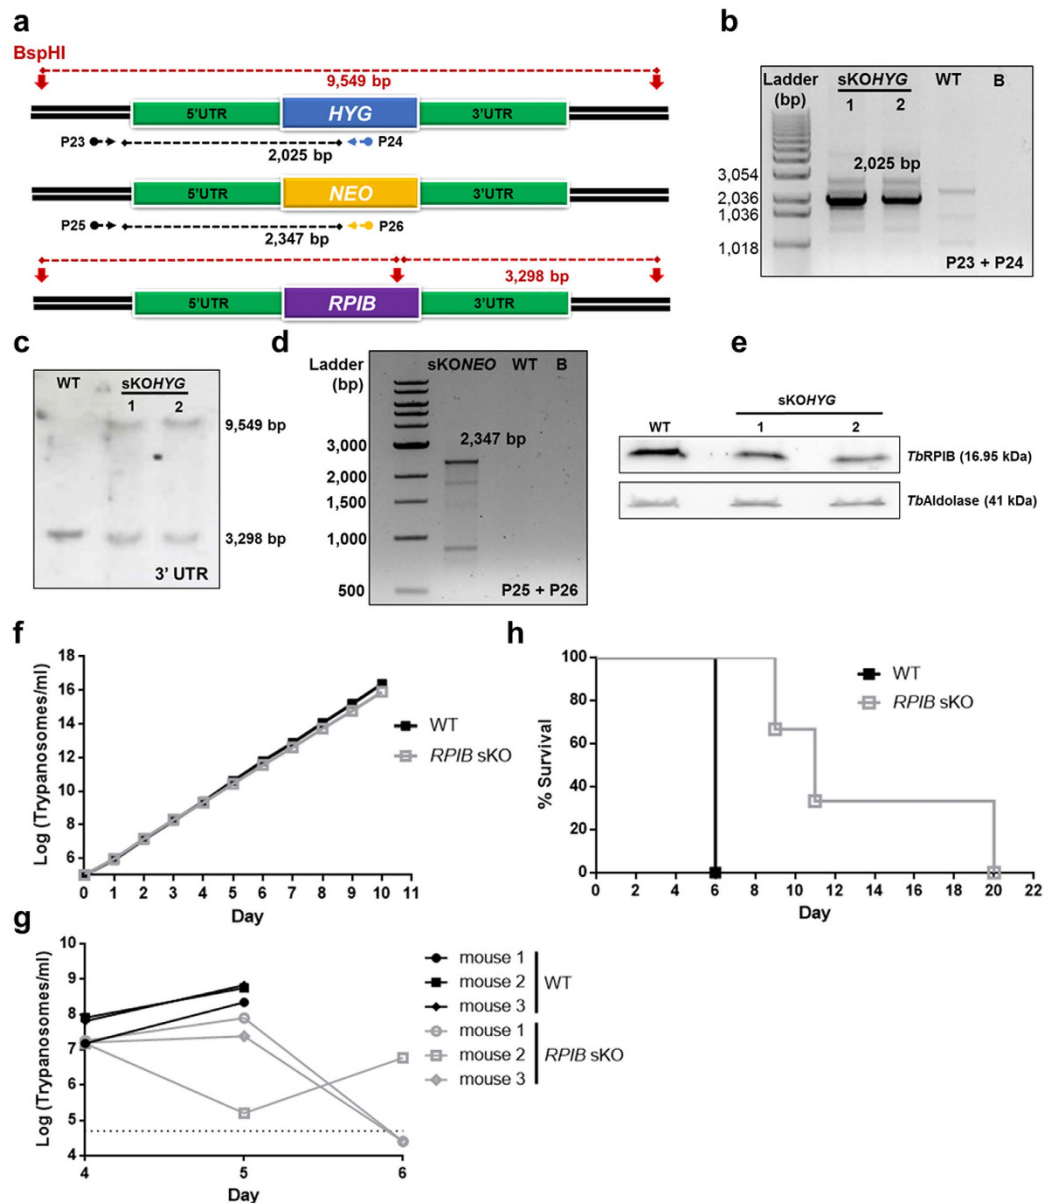 a
BspHI
9,549 bp
5'UTR HYG 3'UTR
P23 P24
2,025 bp
5'UTR NEO 3'UTR
P25 P26
2,347 bp
3,298 bp
5'UTR RPIB 3'UTR
b
Ladder (bp) sKOHYG WT B
1 2
2,025 bp
3,054
2,036
1,036
1,018
P23 + P24
c
WT sKOHYG
1 2
9,549 bp
3,298 bp
3' UTR
d
Ladder (bp) sKONEO WT B
2,347 bp
3,000
2,000
1,500
1,000
500
P25 + P26
e
sKOHYG
WT 1 2
TbRPIB (16.95 kDa)
TbAldolase (41 kDa)
f
Log (Trypanosomes/ml)
18
16
14
12
10
8
6
0 1 2 3 4 5 6 7 8 9 10 11
Day
WT
RPIB sKO
h
% Survival
100
80
60
40
20
0
0 2 4 6 8 10 12 14 16 18 20 22
Day
WT
RPIB sKO
g
Log (Trypanosomes/ml)
10
9
8
7
6
5
4
4 5 6
Day
mouse 1
mouse 2
mouse 3
WT
mouse 1
mouse 2
mouse 3
RPIB sKO